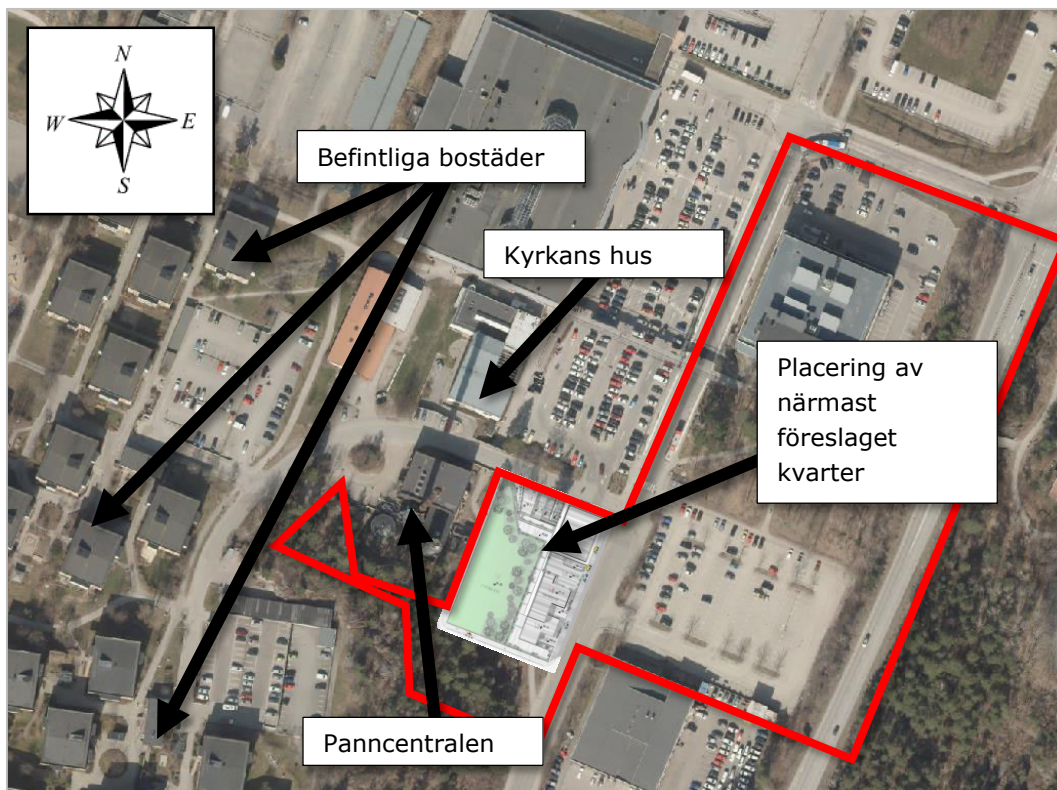 N
W E
S
Befintliga bostäder
Kyrkans hus
Placering av
närmast
föreslaget
kvarter
Panncentralen